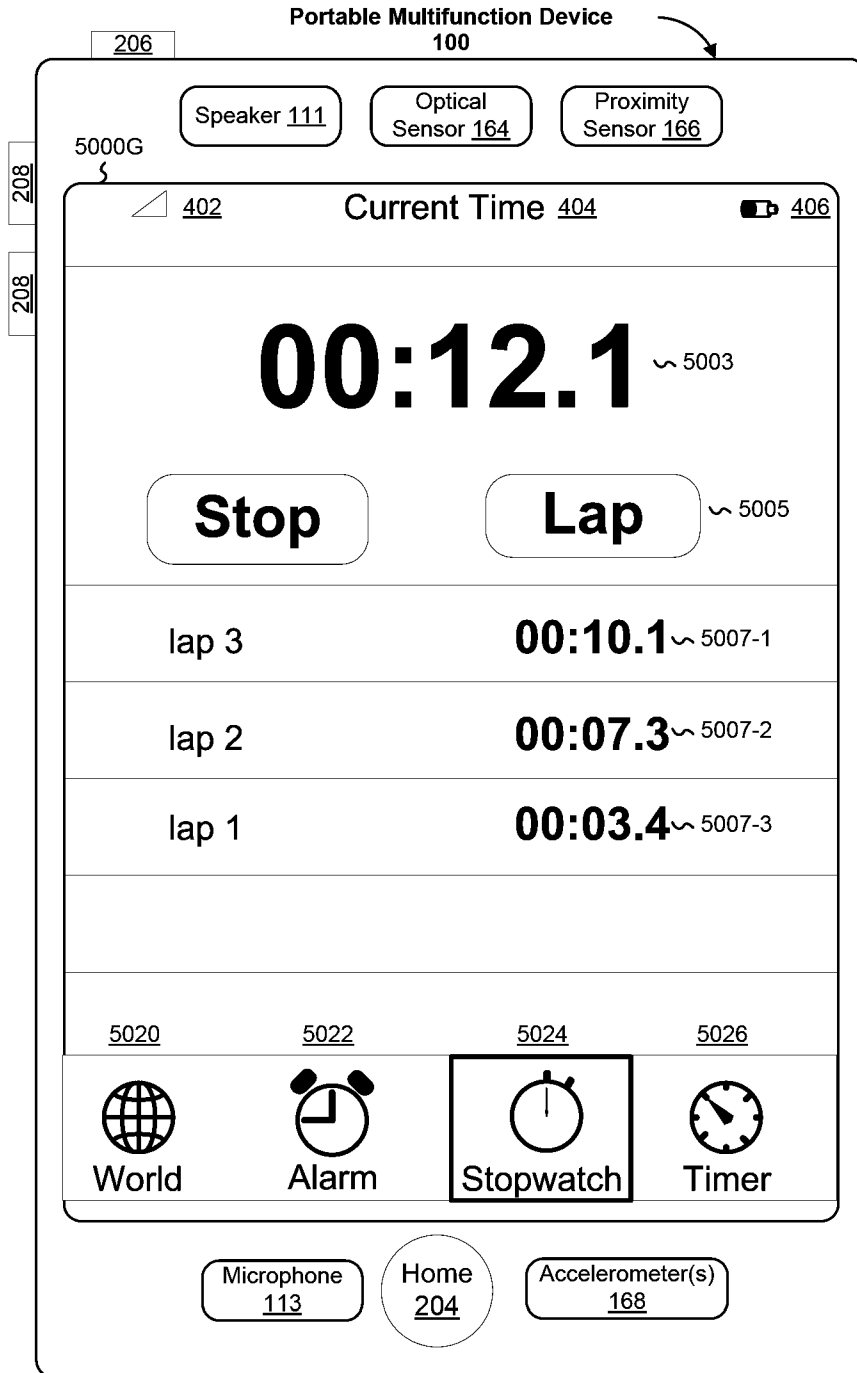 Portable Multifunction Device
100
206
Speaker 111
Optical
Sensor 164
Proximity
Sensor 166
5000G
208
208
402
Current Time 404
406
00:12.1
5003
Stop
Lap
5005
lap 3
00:10.1
5007-1
lap 2
00:07.3
5007-2
lap 1
00:03.4
5007-3
5020
5022
5024
5026
World
Alarm
Stopwatch
Timer
Microphone
113
Home
204
Accelerometer(s)
168